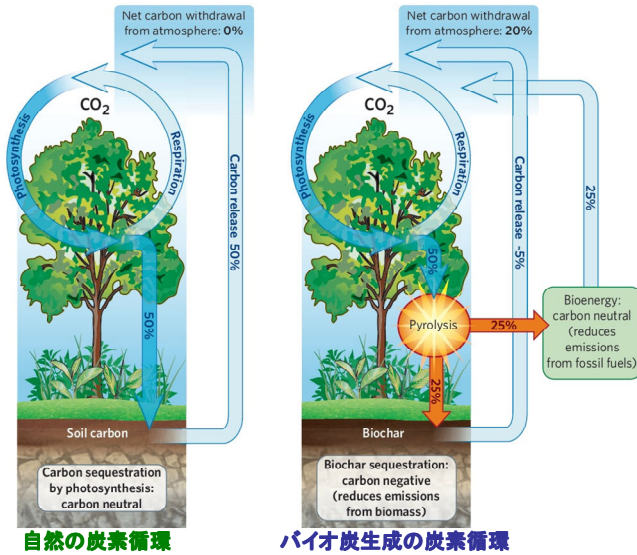 Net carbon withdrawal
from atmosphere: 0%
CO2
Photosynthesis
Respiration
Carbon release 50%
50%
Soil carbon
Carbon sequestration
by photosynthesis:
carbon neutral
自然の炭素循環
Net carbon withdrawal
from atmosphere: 20%
CO2
Photosynthesis
Respiration
Carbon release -5%
25%
50%
Pyrolysis
25%
Bioenergy:
carbon neutral
(reduces
emissions
from fossil fuels)
25%
Biochar
Biochar sequestration:
carbon negative
(reduces emissions
from biomass)
バイオ炭生成の炭素循環